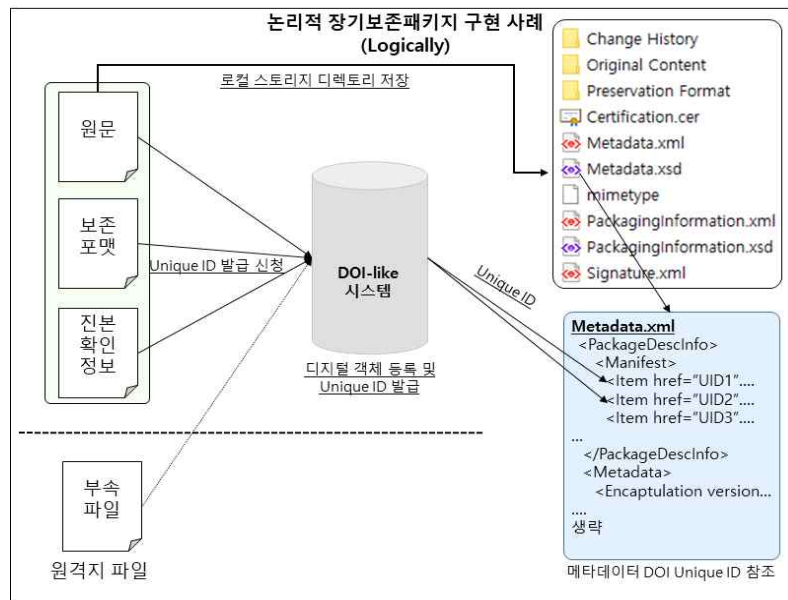 논리적 장기보존패키지 구현 사례
(Logically)
로컬 스토리지 디렉토리 저장
원문
보존
포맷
진본
확인
정보
Unique ID 발급 신청
DOI-like
시스템
디지털 객체 등록 및
Unique ID 발급
Unique ID
부속
파일
원격지 파일
Change History
Original Content
Preservation Format
Certification.cer
Metadata.xml
Metadata.xsd
mimetype
PackagingInformation.xml
PackagingInformation.xsd
Signature.xml
Metadata.xml
<PackageDescInfo>
<Manifest>
<Item href="UID1"....
<Item href="UID2"....
<Item href="UID3"....
...
</PackageDescInfo>
<Metadata>
<Encaptulation version...
....
생략
메타데이터 DOI Unique ID 참조